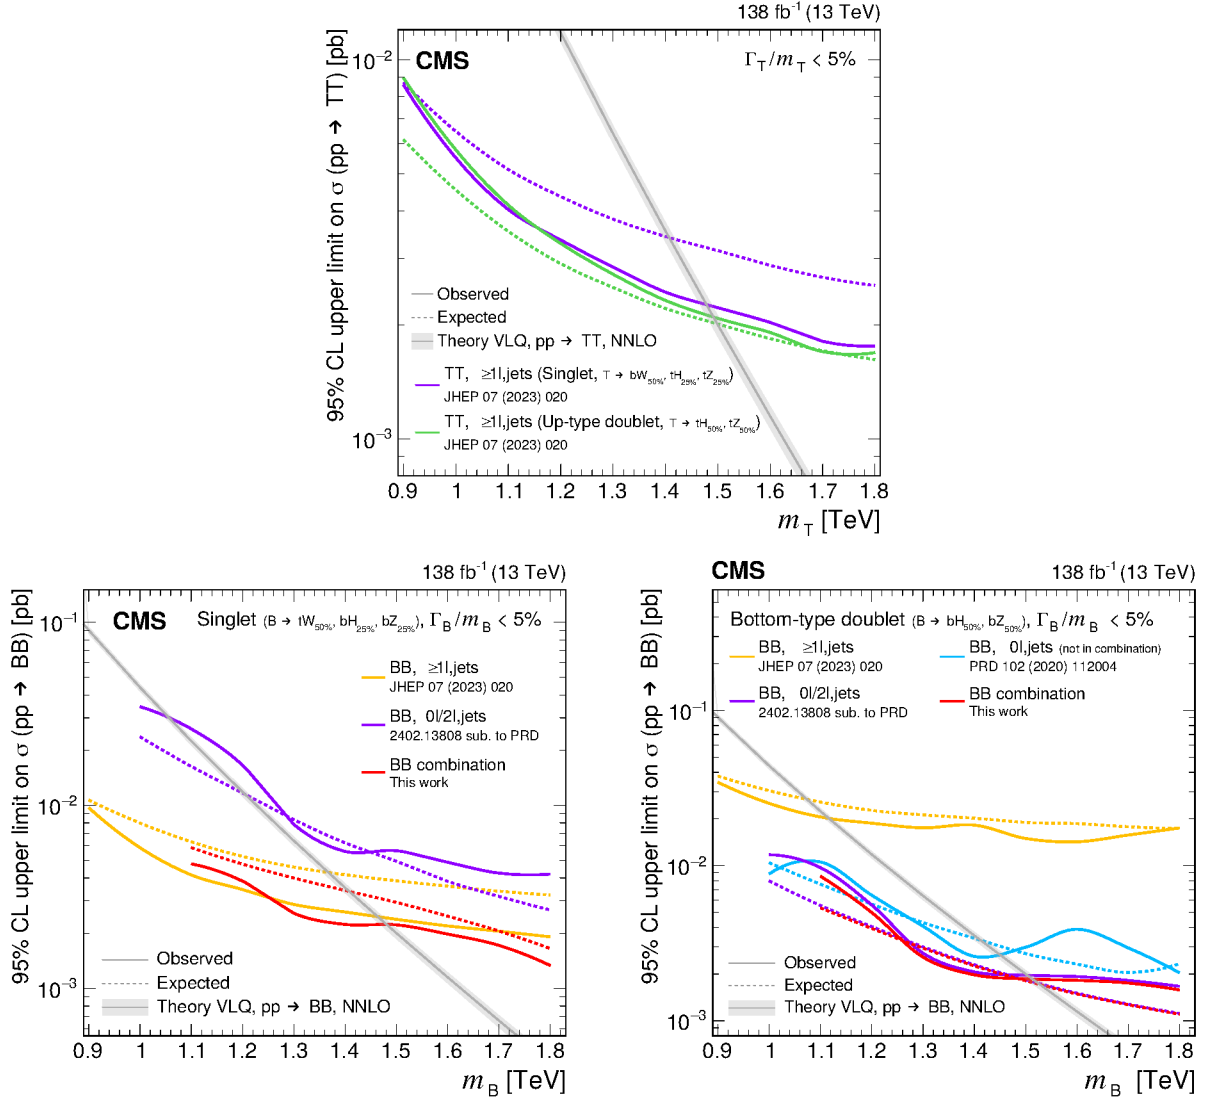 138 fb⁻¹ (13 TeV)
CMS
Γ_T/m_T < 5%
95% CL upper limit on σ (pp → TT) [pb]
10⁻²
10⁻³
Observed
Expected
Theory VLQ, pp → TT, NNLO
TT, ≥1l,jets (Singlet, T → bW50%, tH25%, tZ25%)
JHEP 07 (2023) 020
TT, ≥1l,jets (Up-type doublet, T → tH50%, tZ50%)
JHEP 07 (2023) 020
0.9 1 1.1 1.2 1.3 1.4 1.5 1.6 1.7 1.8
m_T [TeV]
138 fb⁻¹ (13 TeV)
CMS
Singlet (B → tW50%, bH25%, bZ25%), Γ_B/m_B < 5%
95% CL upper limit on σ (pp → BB) [pb]
10⁻¹
10⁻²
10⁻³
BB, ≥1l,jets
JHEP 07 (2023) 020
BB, 0l/2l,jets
2402.13808 sub. to PRD
BB combination
This work
Observed
Expected
Theory VLQ, pp → BB, NNLO
0.9 1 1.1 1.2 1.3 1.4 1.5 1.6 1.7 1.8
m_B [TeV]
CMS
138 fb⁻¹ (13 TeV)
Bottom-type doublet (B → bH50%, bZ50%), Γ_B/m_B < 5%
95% CL upper limit on σ (pp → BB) [pb]
10⁻¹
10⁻²
10⁻³
BB, ≥1l,jets
JHEP 07 (2023) 020
BB, 0l/2l,jets
2402.13808 sub. to PRD
BB, 0l,jets (not in combination)
PRD 102 (2020) 112004
BB combination
This work
Observed
Expected
Theory VLQ, pp → BB, NNLO
0.9 1 1.1 1.2 1.3 1.4 1.5 1.6 1.7 1.8
m_B [TeV]